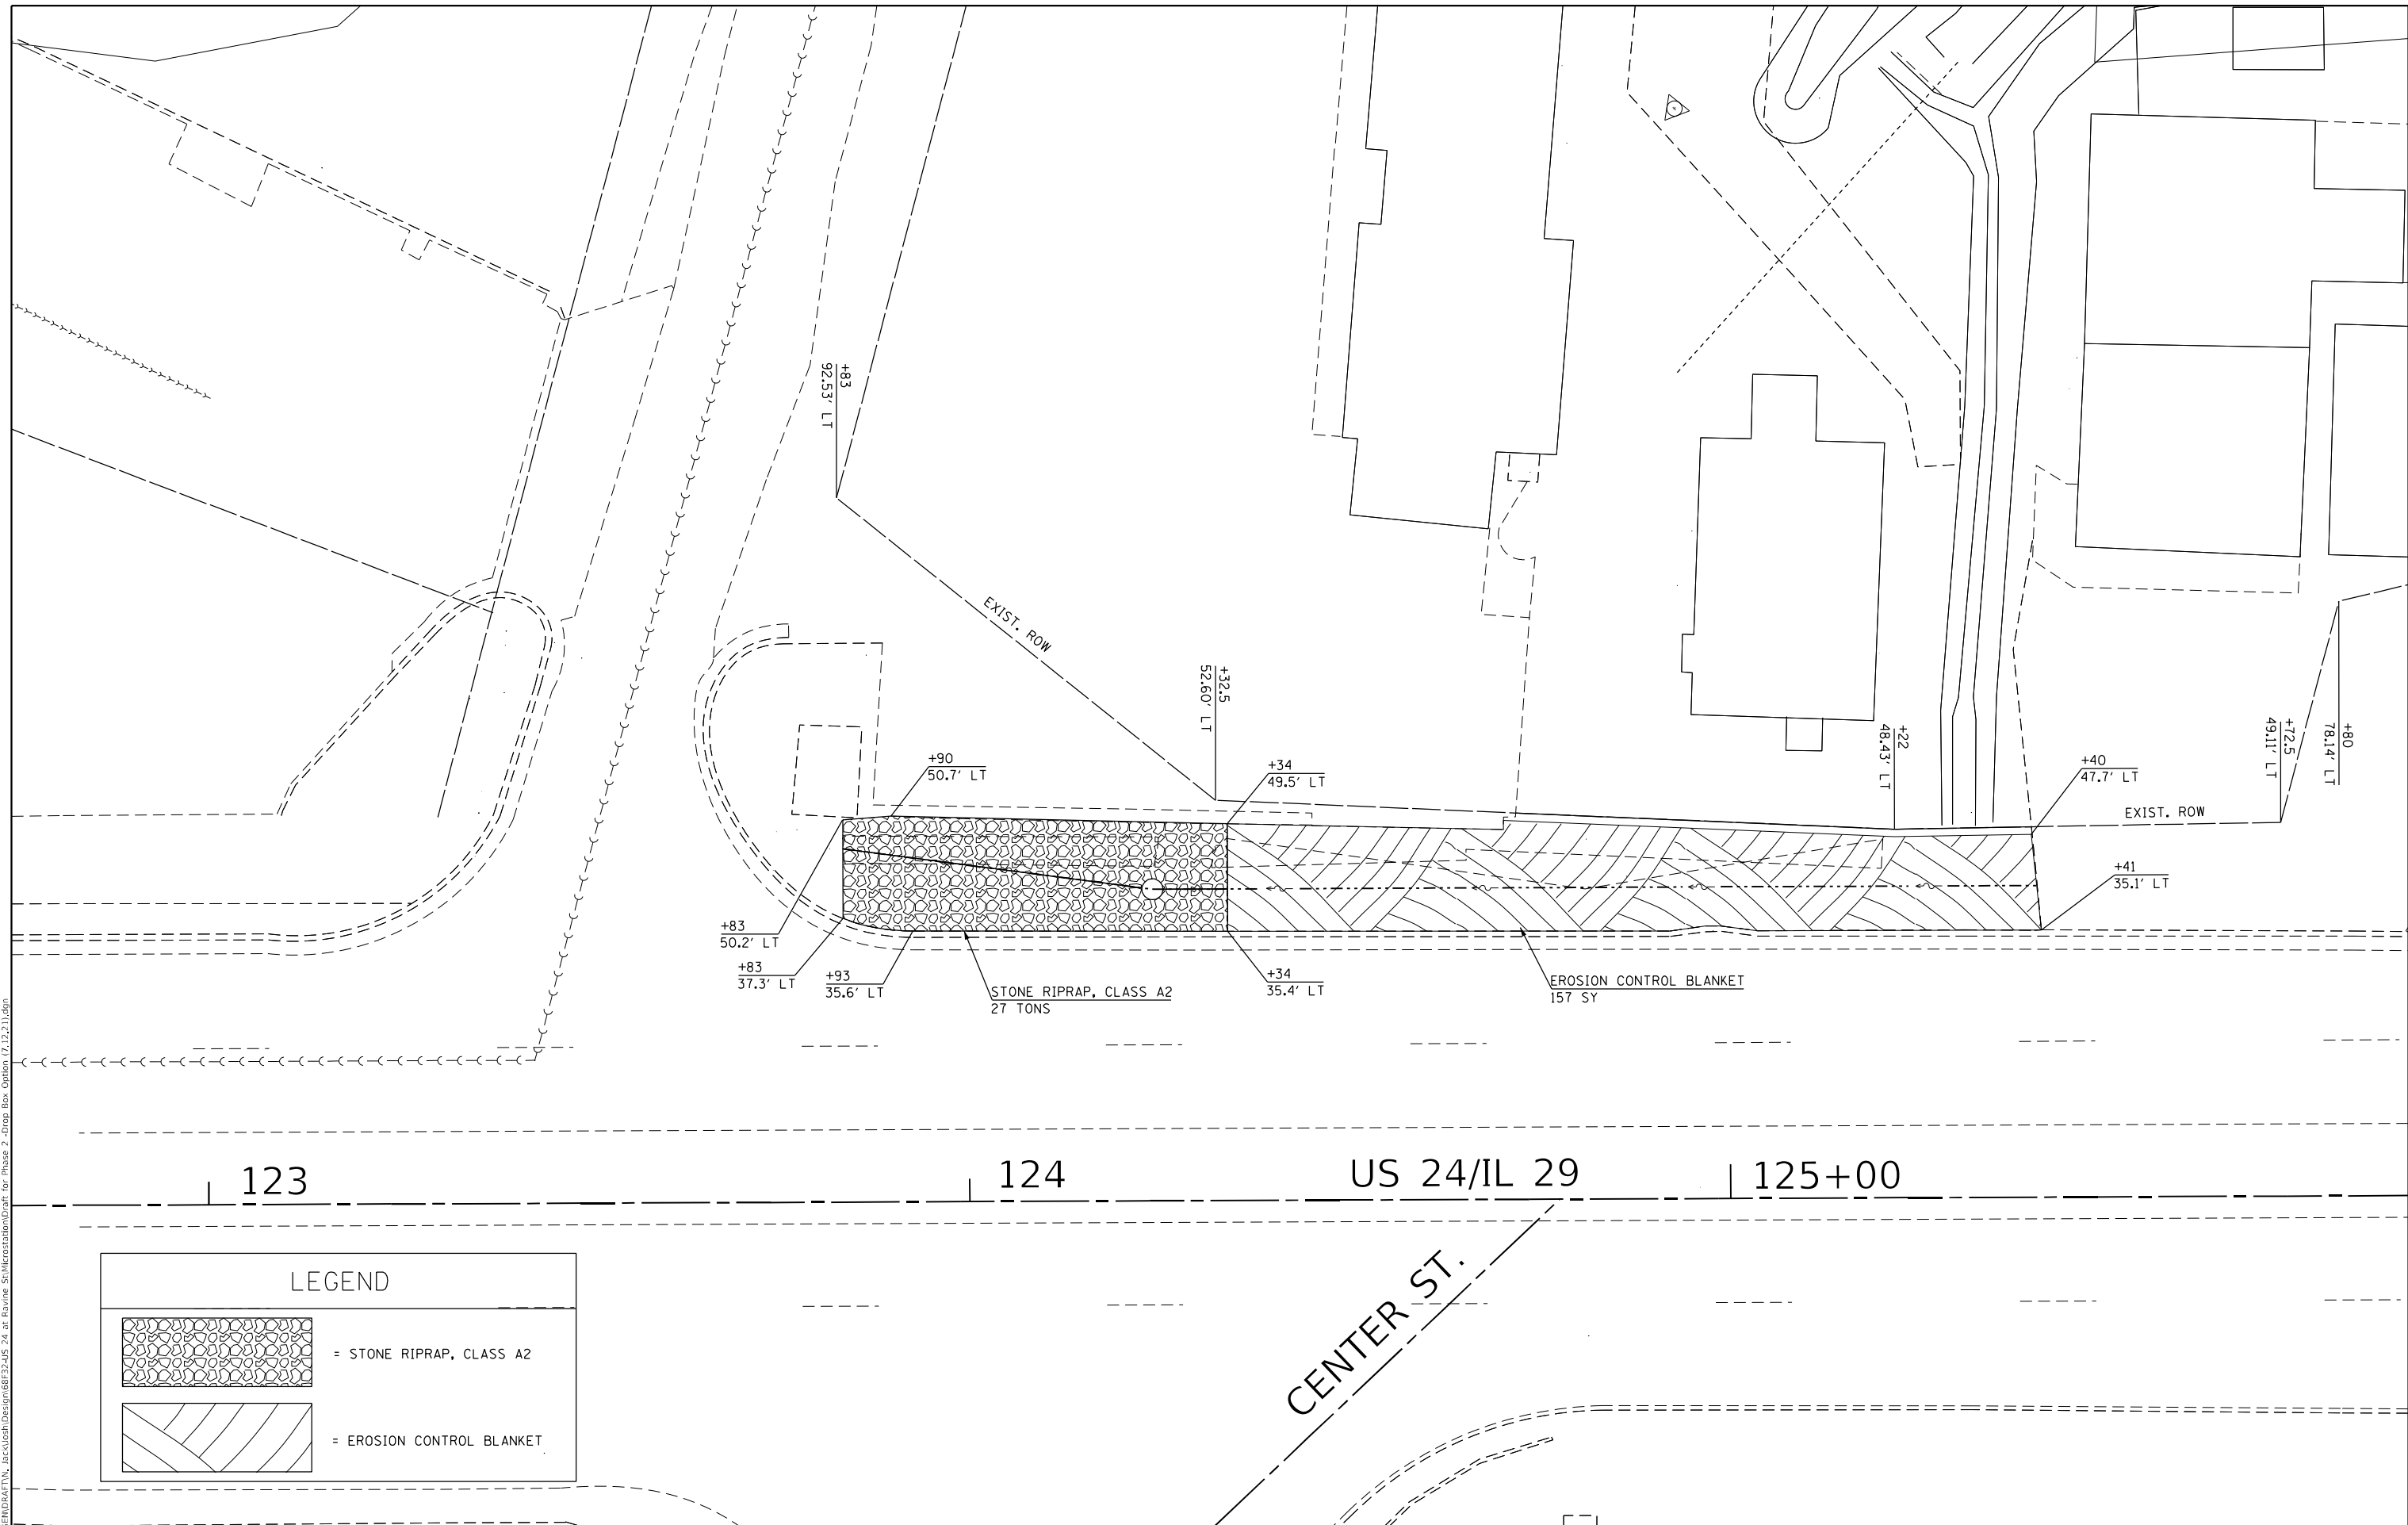 +83
92.53' LT
EXIST. ROW
+32.5
52.60' LT
+22
48.43' LT
+72.5
49.11' LT
+80
78.14' LT
+90
50.7' LT
+34
49.5' LT
+40
47.7' LT
EXIST. ROW
+41
35.1' LT
+83
50.2' LT
+83
37.3' LT
+93
35.6' LT
STONE RIPRAP, CLASS A2
27 TONS
+34
35.4' LT
EROSION CONTROL BLANKET
157 SY
123
124
US 24/IL 29
125+00
CENTER ST.
LEGEND
= STONE RIPRAP, CLASS A2
= EROSION CONTROL BLANKET